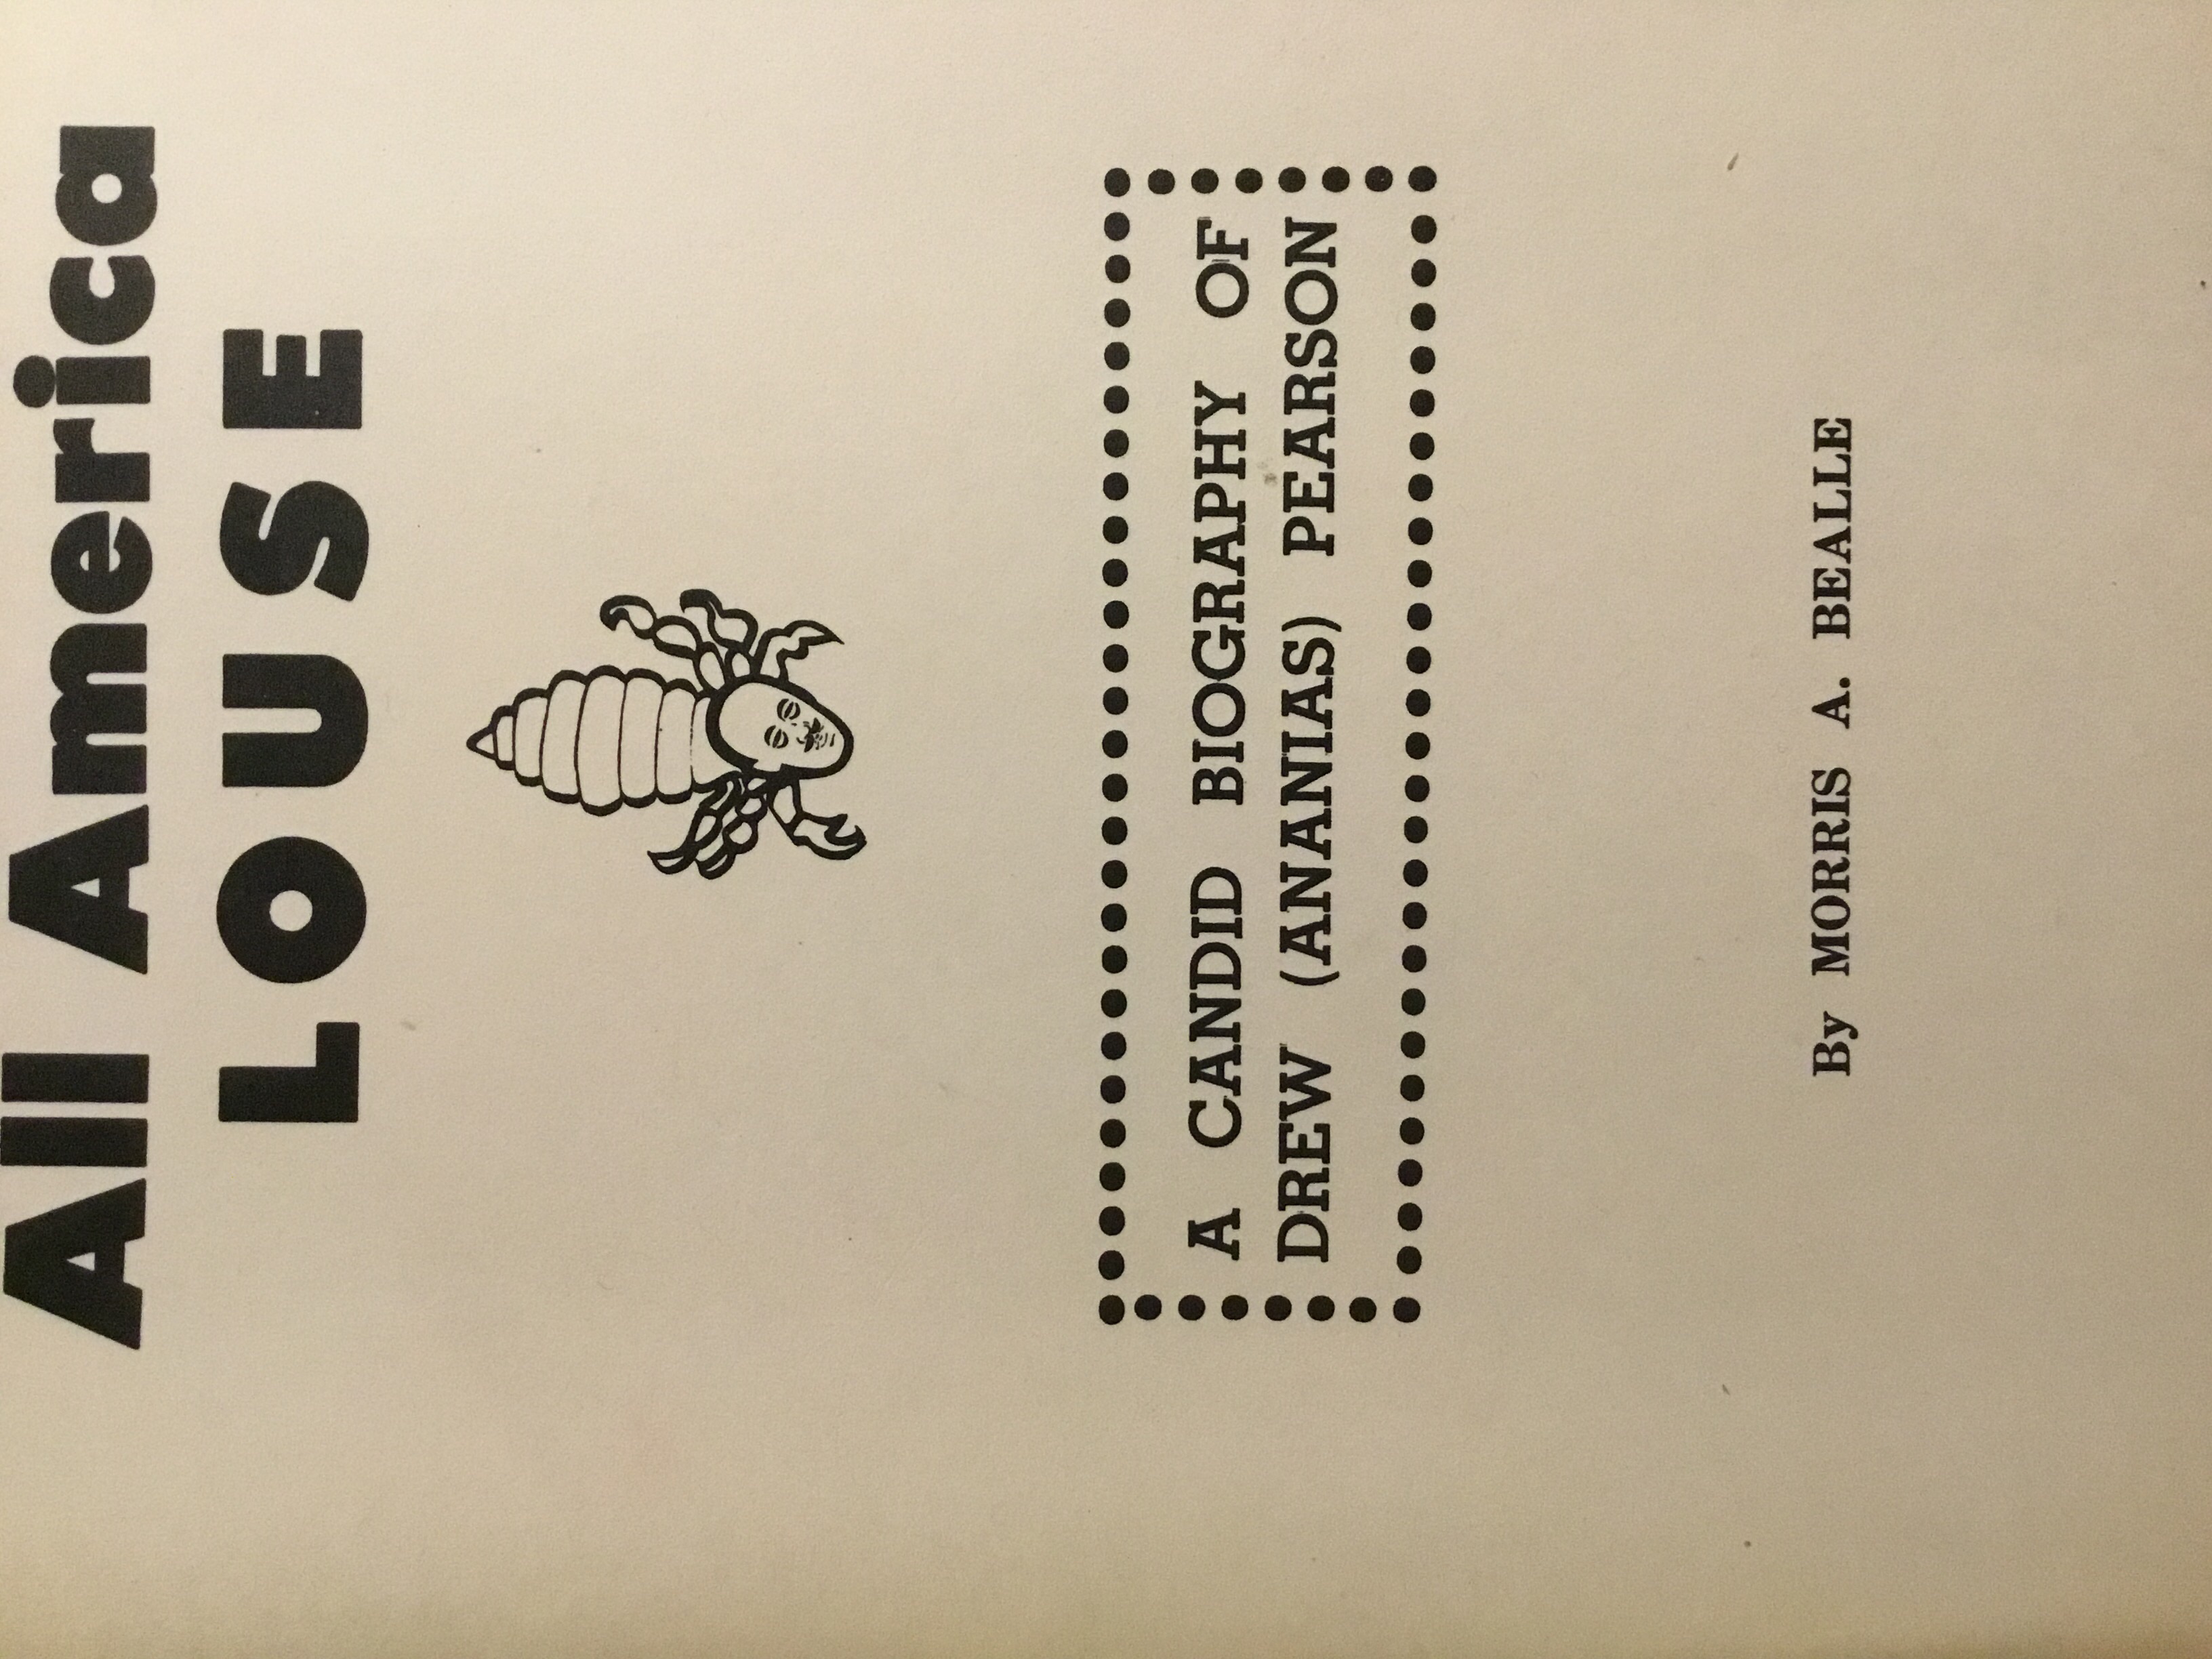 All America
LOUSE
A CANDID BIOGRAPHY OF
DREW (ANANIAS) PEARSON
By MORRIS A. BEALLE